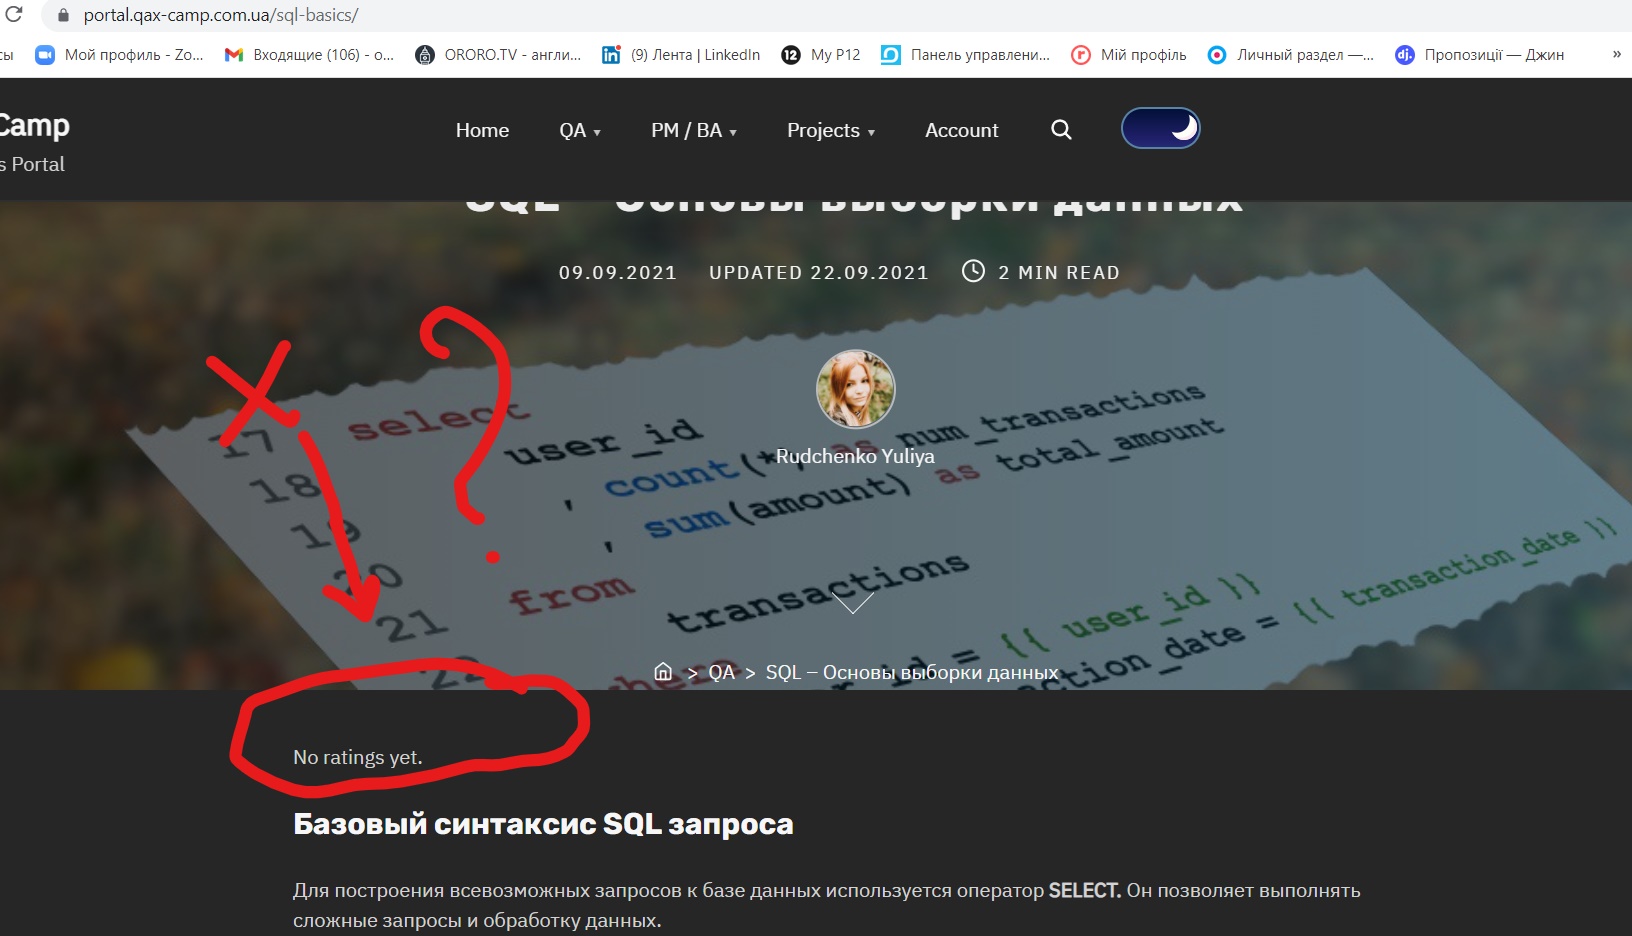 portal.qax-camp.com.ua/sql-basics/
сы Мой профиль - Zo... Входящие (106) - о... ORORO.TV - англи... (9) Лента | LinkedIn My P12 Панель управлени... Мій профіль Личный раздел —... Пропозиції — Джин »
Camp
s Portal
Home QA PM / BA Projects Account
SQL – Основы выборки данных
09.09.2021 UPDATED 22.09.2021 2 MIN READ
17 select
18 user_id
19 , count(*) as num_transactions
20 , sum(amount) as total_amount
21 from
22 transactions
where
user_id = {{ user_id }}
transaction_date = {{ transaction_date }}
Rudchenko Yuliya
> QA > SQL – Основы выборки данных
No ratings yet.
Базовый синтаксис SQL запроса
Для построения всевозможных запросов к базе данных используется оператор SELECT. Он позволяет выполнять
сложные запросы и обработку данных.
?